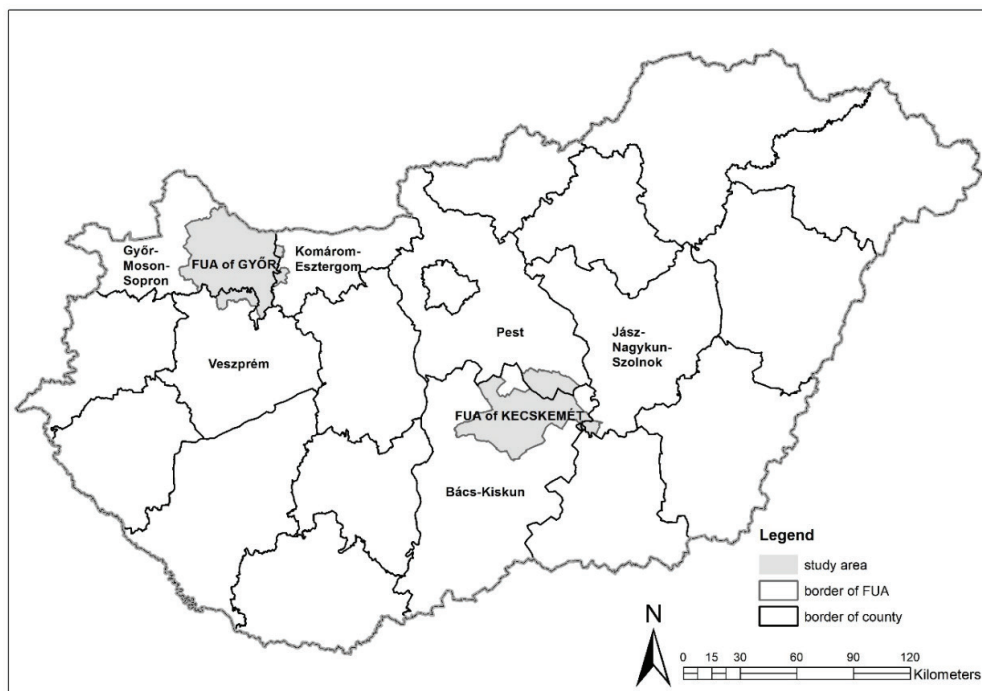 Győr-
Moson-
Sopron
FUA of GYŐR
Komárom-
Esztergom
Veszprém
Pest
Jász-
Nagykun-
Szolnok
FUA of KECSKEMÉT
Bács-Kiskun
Legend
study area
border of FUA
border of county
N
0 15 30 60 90 120
Kilometers